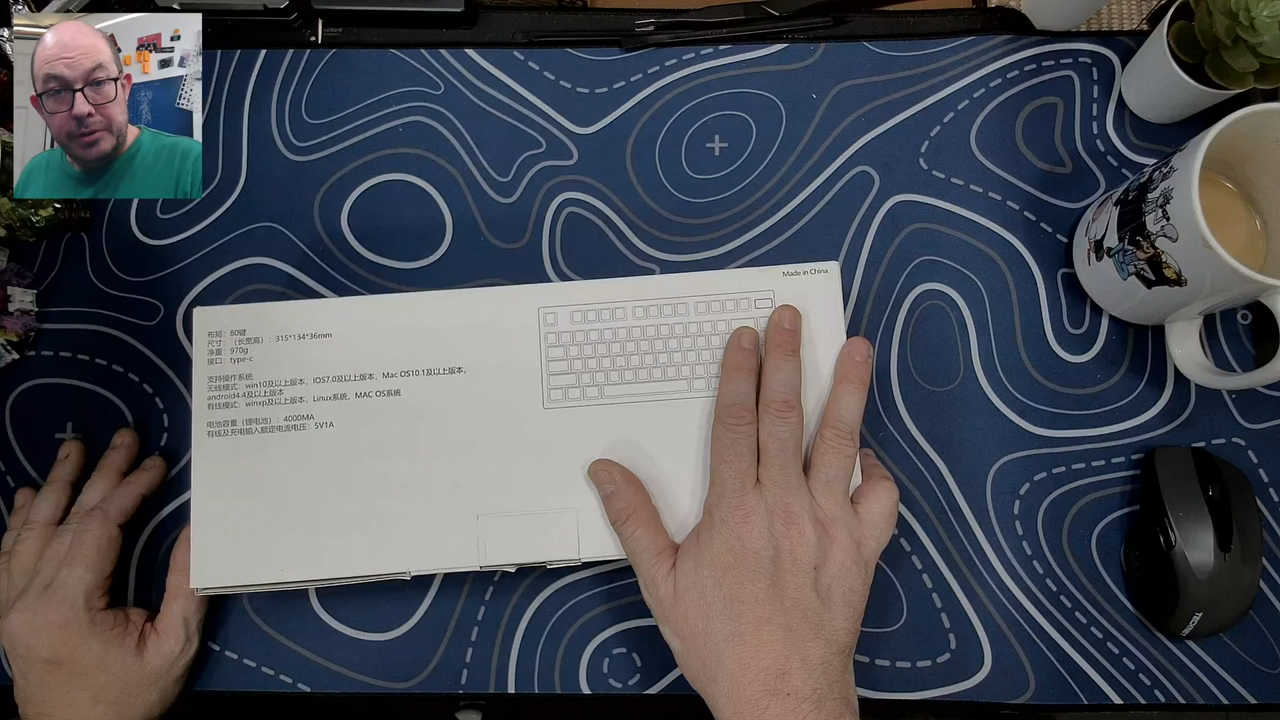 Made in China
布局：80键
尺寸：（长宽高）：315*134*36mm
净重：970g
接口：type-c
支持操作系统
无线模式：win10及以上版本，IOS7.0及以上版本，Mac OS10.1及以上版本，
android4.4及以上版本
有线模式：winxp及以上版本，Linux系统，MAC OS系统
电池容量（锂电池）：4000MA
有线及充电输入额定电流电压：5V1A
TECKNET